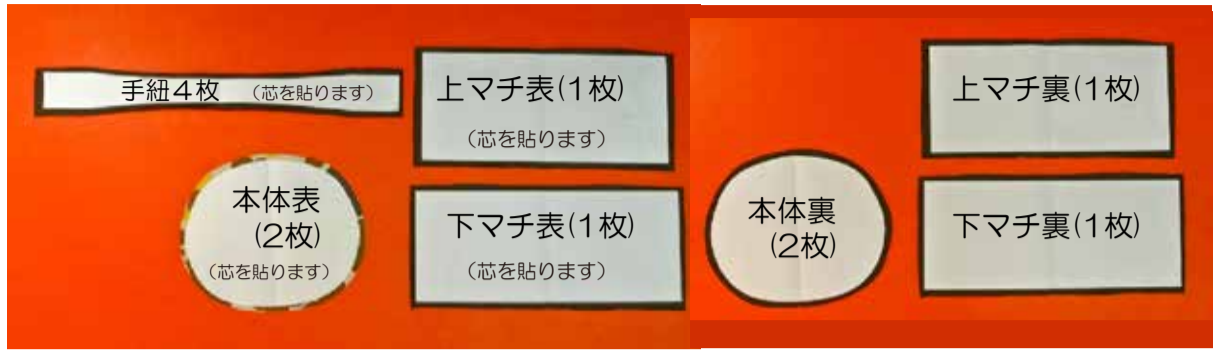 手紐4枚 (芯を貼ります)
上マチ表(1枚)
(芯を貼ります)
本体表
(2枚)
(芯を貼ります)
下マチ表(1枚)
(芯を貼ります)
上マチ裏(1枚)
本体裏
(2枚)
下マチ裏(1枚)